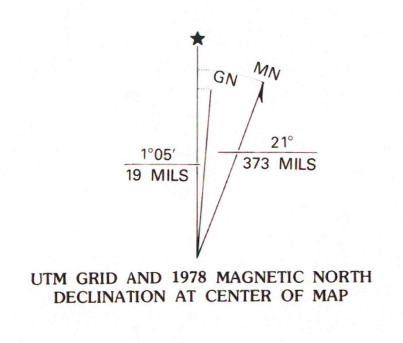 GN
MN
1°05′
19 MILS
21°
373 MILS
UTM GRID AND 1978 MAGNETIC NORTH
DECLINATION AT CENTER OF MAP